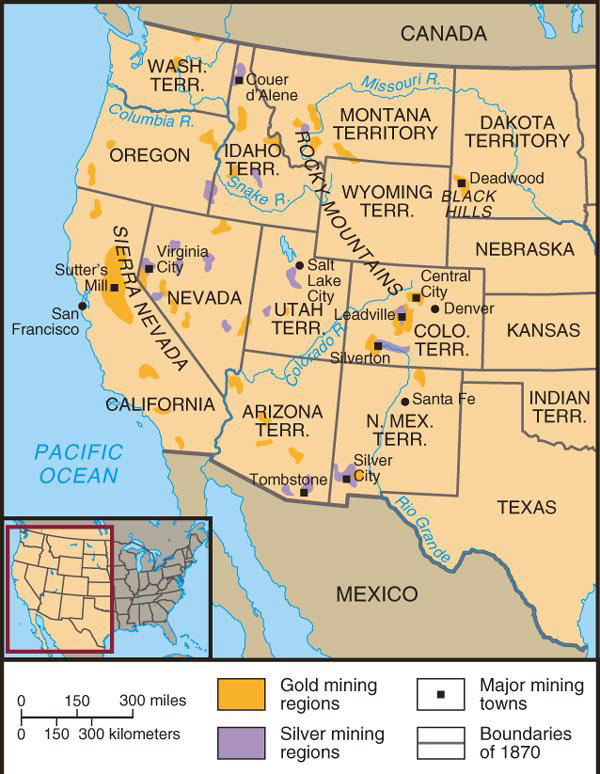 CANADA
WASH.
TERR.
Couer
d'Alene
Missouri R.
Columbia R.
MONTANA
TERRITORY
DAKOTA
TERRITORY
OREGON
IDAHO
TERR.
ROCKY MOUNTAINS
Snake R.
WYOMING
TERR.
Deadwood
BLACK
HILLS
SIERRA NEVADA
Virginia
City
Sutter's
Mill
NEVADA
Salt
Lake
City
NEBRASKA
Central
City
San
Francisco
UTAH
TERR.
Leadville
Denver
COLO.
TERR.
KANSAS
Colorado R.
Silverton
CALIFORNIA
ARIZONA
TERR.
Santa Fe
N. MEX.
TERR.
INDIAN
TERR.
PACIFIC
OCEAN
Tombstone
Silver
City
TEXAS
Rio Grande
MEXICO
0 150 300 miles
0 150 300 kilometers
Gold mining
regions
Silver mining
regions
Major mining
towns
Boundaries
of 1870